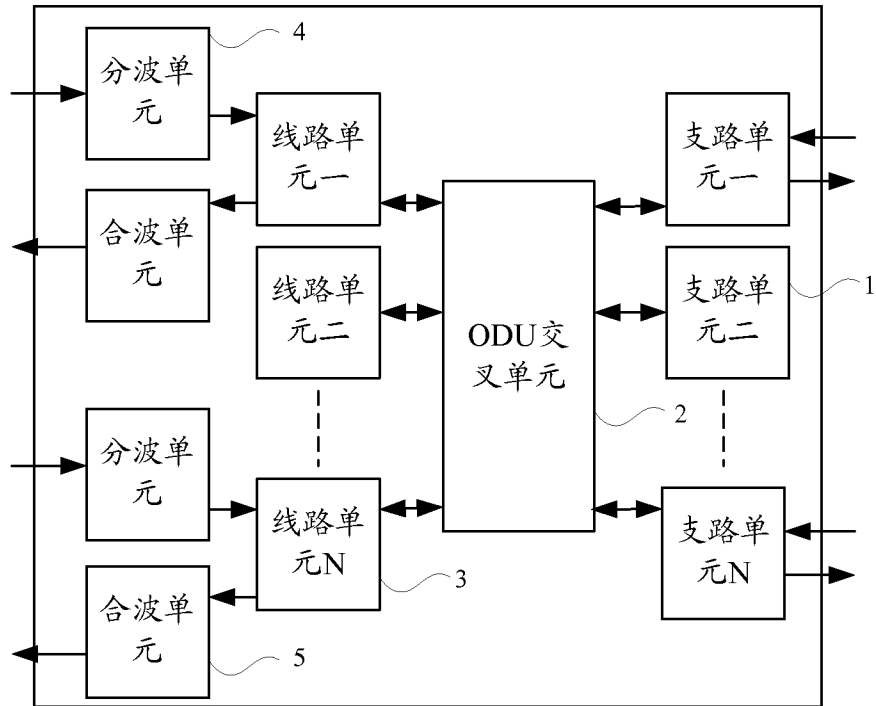 4
分波单
元
线路单
元一
支路单
元一
合波单
元
线路单
元二
ODU交
叉单元
支路单
元二
1
2
分波单
元
线路单
元N
3
支路单
元N
合波单
元
5